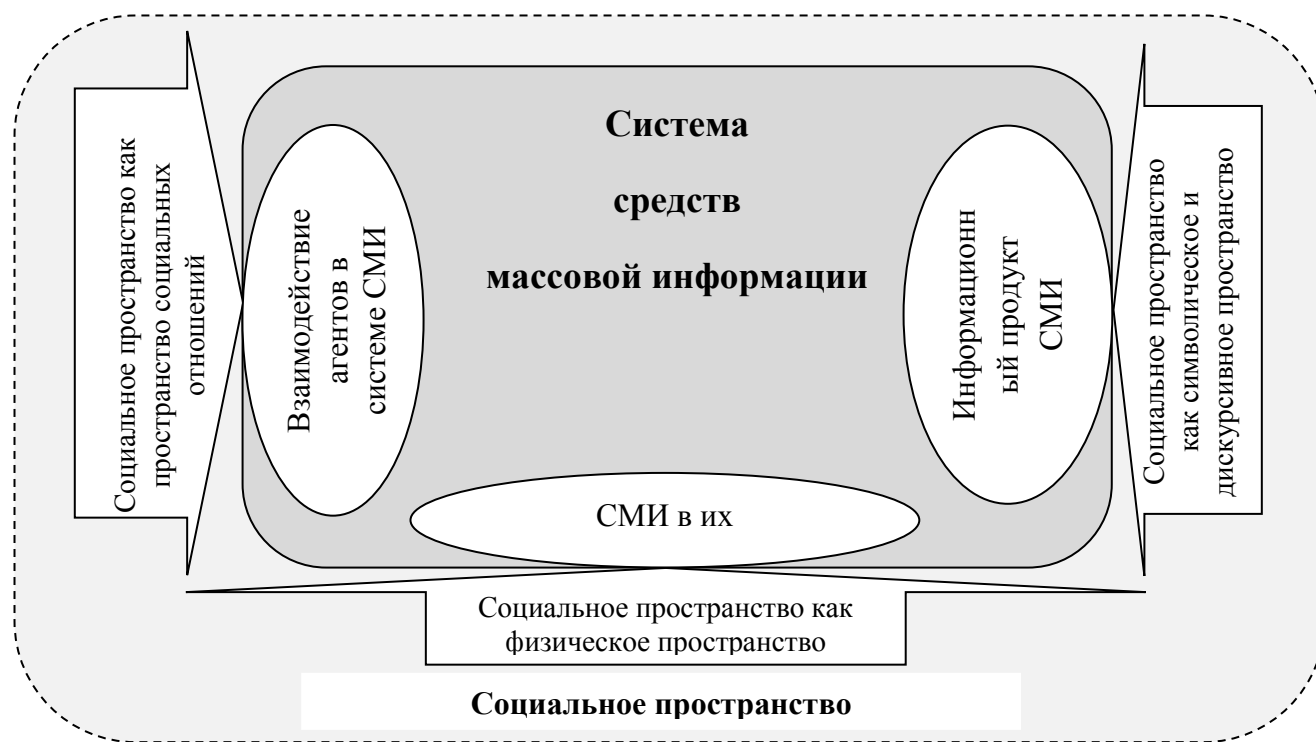 Социальное пространство как
пространство социальных
отношений
Взаимодействие
агентов в
системе СМИ
Система
средств
массовой информации
Информационн
ый продукт
СМИ
Социальное пространство
как символическое и
дискурсивное пространство
СМИ в их
Социальное пространство как
физическое пространство
Социальное пространство